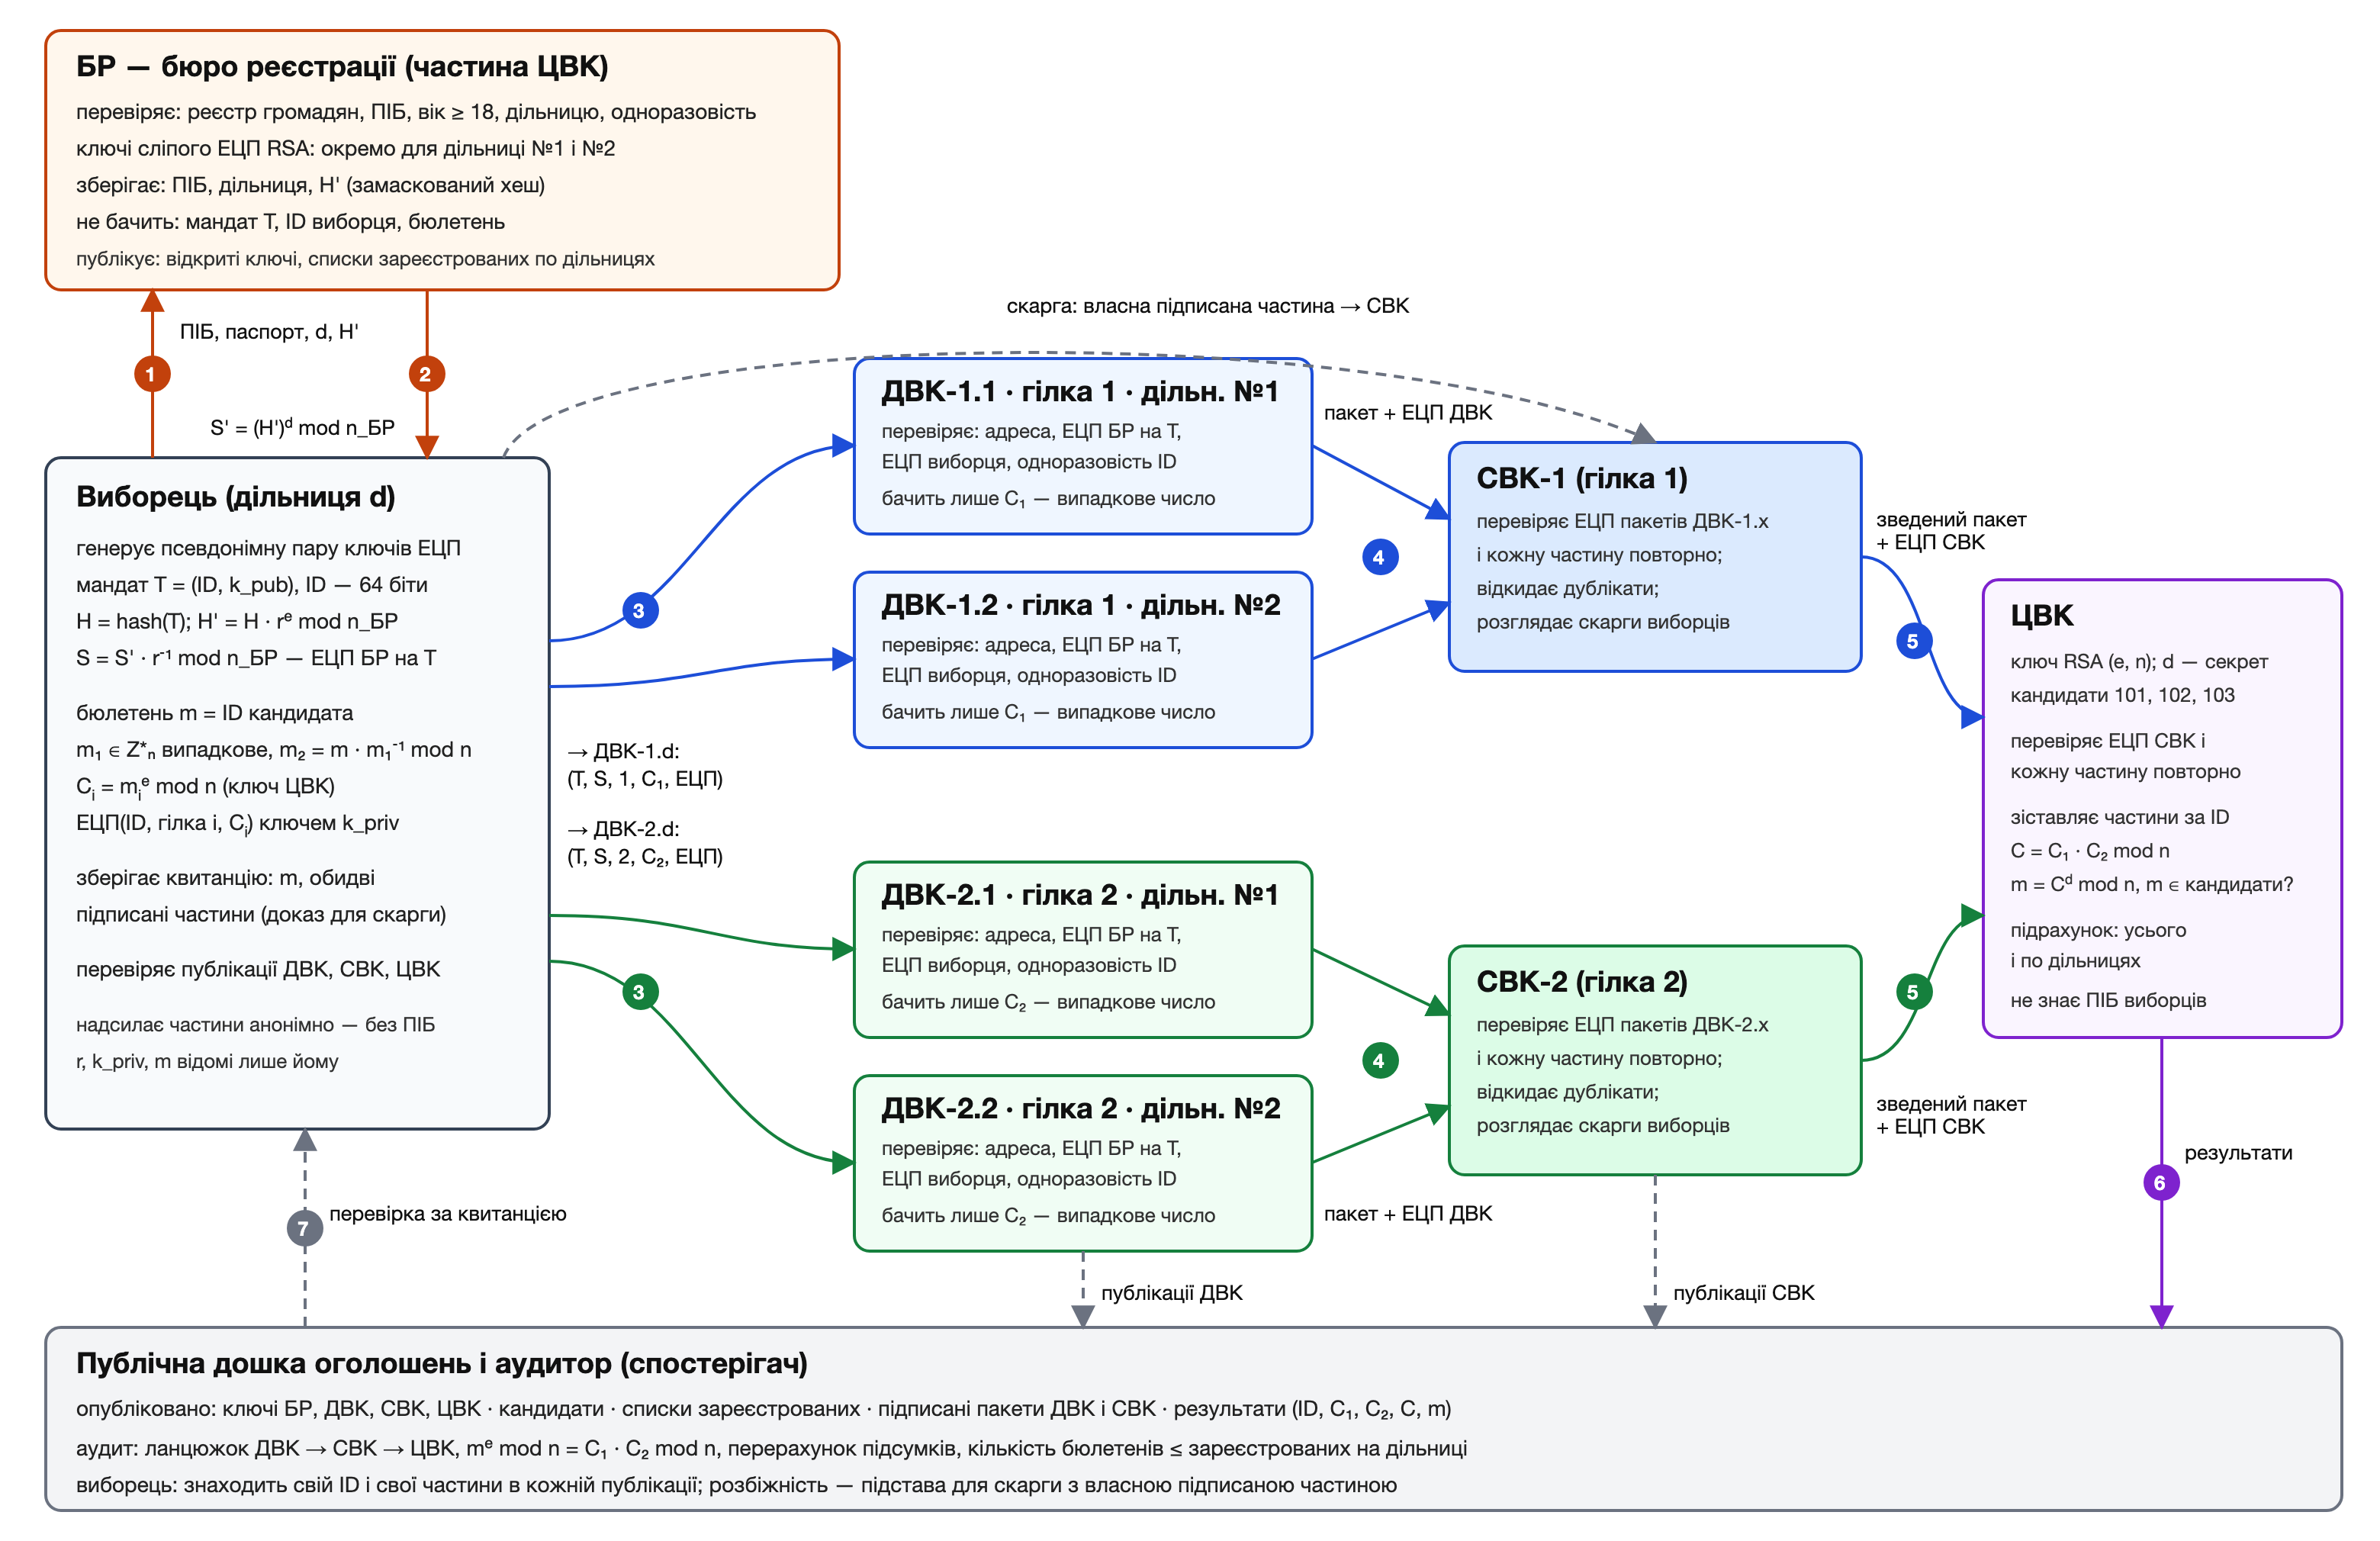 БР — бюро реєстрації (частина ЦВК)
перевіряє: реєстр громадян, ПІБ, вік ≥ 18, дільницю, одноразовість
ключі сліпого ЕЦП RSA: окремо для дільниці №1 і №2
зберігає: ПІБ, дільниця, H' (замаскований хеш)
не бачить: мандат T, ID виборця, бюлетень
публікує: відкриті ключі, списки зареєстрованих по дільницях
ПІБ, паспорт, d, H'
1
2
S' = (H')ᵈ mod n_БР
скарга: власна підписана частина → СВК
Виборець (дільниця d)
генерує псевдонімну пару ключів ЕЦП
мандат T = (ID, k_pub), ID — 64 біти
H = hash(T); H' = H · rᵉ mod n_БР
S = S' · r⁻¹ mod n_БР — ЕЦП БР на T
бюлетень m = ID кандидата
m₁ ∈ Z*ₙ випадкове, m₂ = m · m₁⁻¹ mod n
Cᵢ = mᵢᵉ mod n (ключ ЦВК)
ЕЦП(ID, гілка i, Cᵢ) ключем k_priv
зберігає квитанцію: m, обидві
підписані частини (доказ для скарги)
перевіряє публікації ДВК, СВК, ЦВК
надсилає частини анонімно — без ПІБ
r, k_priv, m відомі лише йому
3
→ ДВК-1.d:
(T, S, 1, C₁, ЕЦП)
→ ДВК-2.d:
(T, S, 2, C₂, ЕЦП)
3
ДВК-1.1 · гілка 1 · дільн. №1
перевіряє: адреса, ЕЦП БР на T,
ЕЦП виборця, одноразовість ID
бачить лише C₁ — випадкове число
ДВК-1.2 · гілка 1 · дільн. №2
перевіряє: адреса, ЕЦП БР на T,
ЕЦП виборця, одноразовість ID
бачить лише C₁ — випадкове число
ДВК-2.1 · гілка 2 · дільн. №1
перевіряє: адреса, ЕЦП БР на T,
ЕЦП виборця, одноразовість ID
бачить лише C₂ — випадкове число
ДВК-2.2 · гілка 2 · дільн. №2
перевіряє: адреса, ЕЦП БР на T,
ЕЦП виборця, одноразовість ID
бачить лише C₂ — випадкове число
пакет + ЕЦП ДВК
4
4
пакет + ЕЦП ДВК
СВК-1 (гілка 1)
перевіряє ЕЦП пакетів ДВК-1.x
і кожну частину повторно;
відкидає дублікати;
розглядає скарги виборців
СВК-2 (гілка 2)
перевіряє ЕЦП пакетів ДВК-2.x
і кожну частину повторно;
відкидає дублікати;
розглядає скарги виборців
зведений пакет
+ ЕЦП СВК
5
5
зведений пакет
+ ЕЦП СВК
ЦВК
ключ RSA (e, n); d — секрет
кандидати 101, 102, 103
перевіряє ЕЦП СВК і
кожну частину повторно
зіставляє частини за ID
C = C₁ · C₂ mod n
m = Cᵈ mod n, m ∈ кандидати?
підрахунок: усього
і по дільницях
не знає ПІБ виборців
результати
6
7
перевірка за квитанцією
публікації ДВК
публікації СВК
Публічна дошка оголошень і аудитор (спостерігач)
опубліковано: ключі БР, ДВК, СВК, ЦВК · кандидати · списки зареєстрованих · підписані пакети ДВК і СВК · результати (ID, C₁, C₂, C, m)
аудит: ланцюжок ДВК → СВК → ЦВК, mᵉ mod n = C₁ · C₂ mod n, перерахунок підсумків, кількість бюлетенів ≤ зареєстрованих на дільниці
виборець: знаходить свій ID і свої частини в кожній публікації; розбіжність — підстава для скарги з власною підписаною частиною